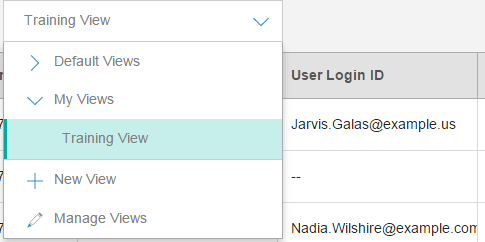 Training View
Default Views
My Views
Training View
New View
Manage Views
User Login ID
Jarvis.Galas@example.us
--
Nadia.Wilshire@example.com